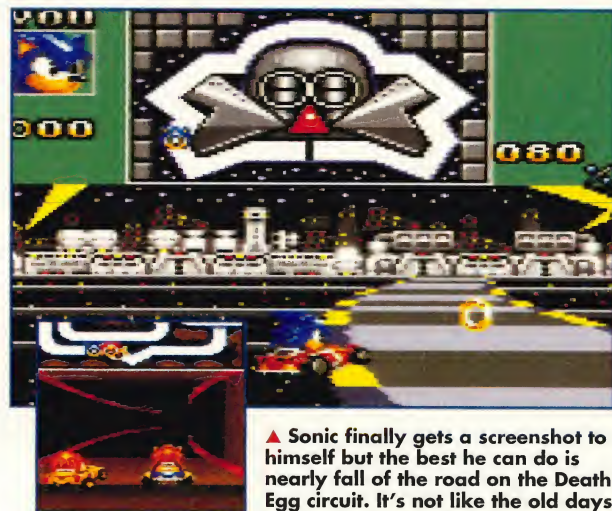 YOU
000
080
▲ Sonic finally gets a screenshot to
himself but the best he can do is
nearly fall of the road on the Death
Egg circuit. It's not like the old days